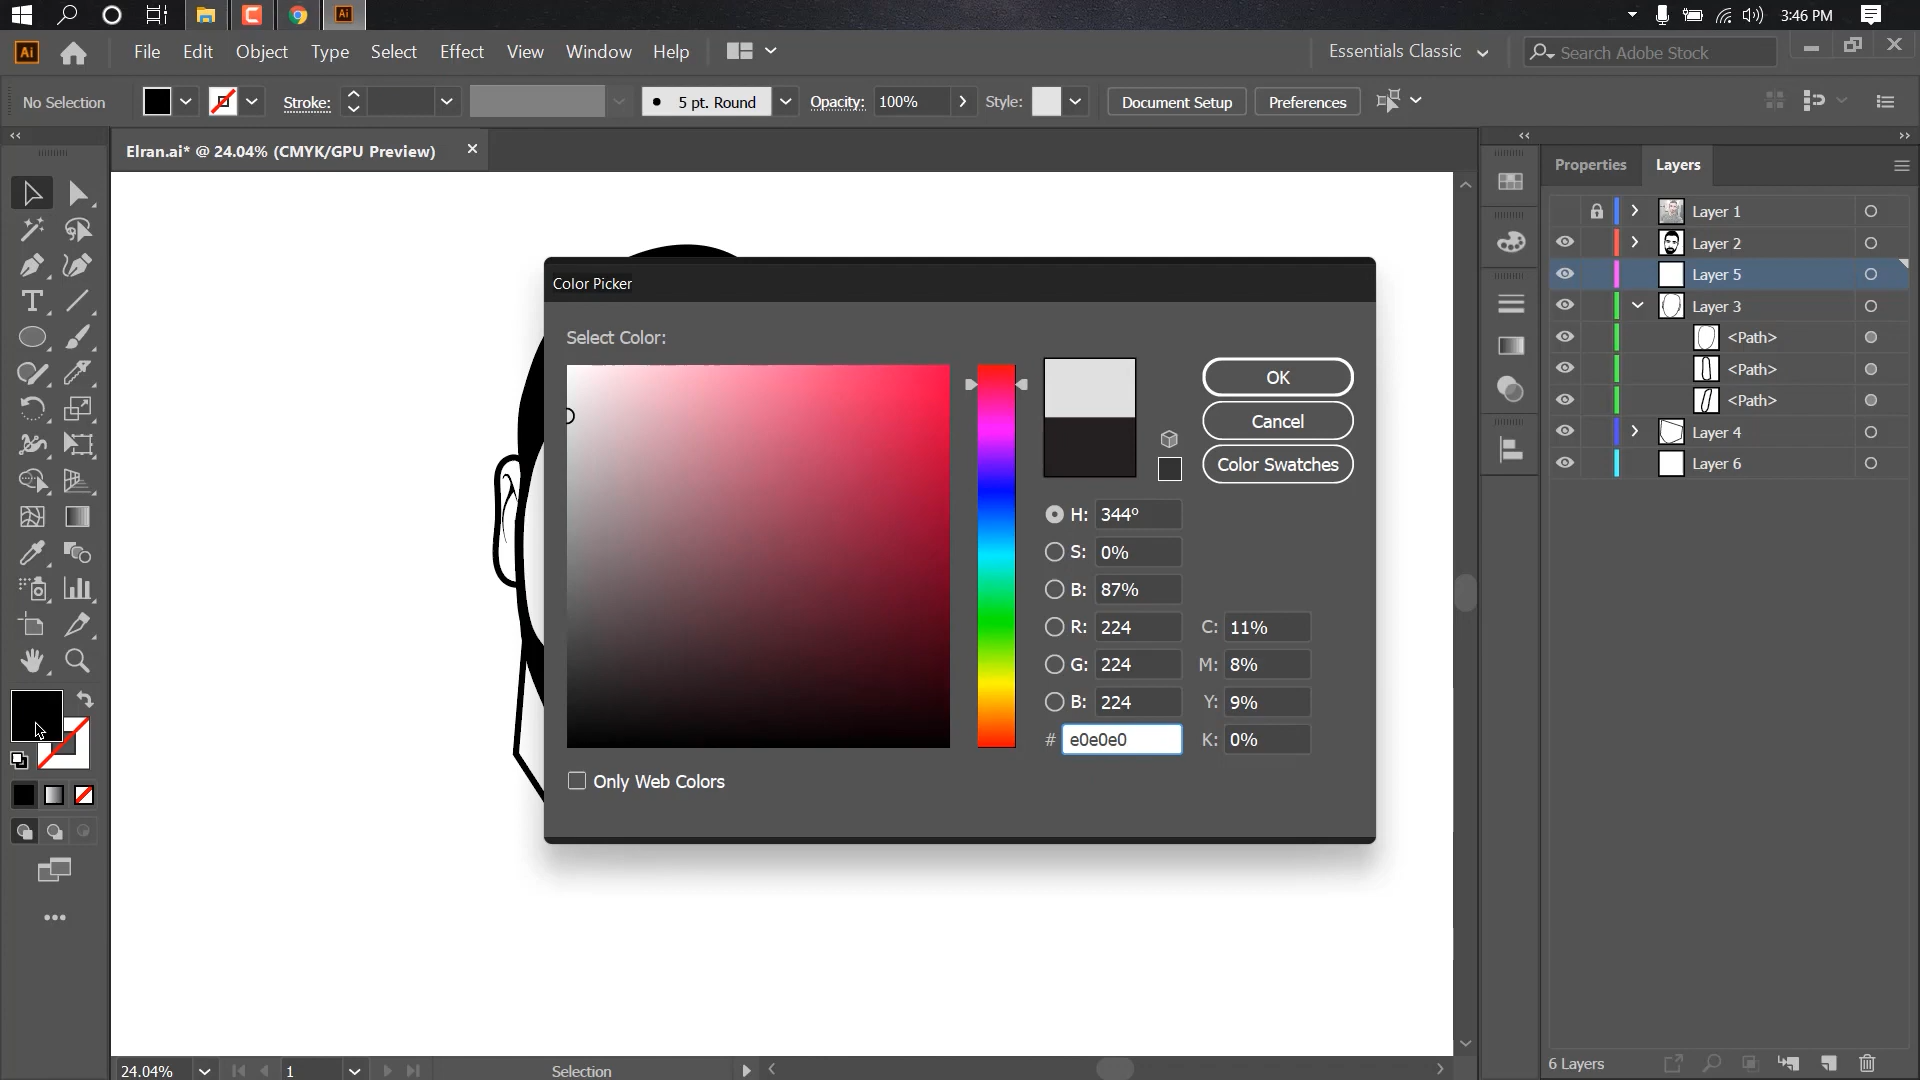 3:46 PM
Ai
File Edit Object Type Select Effect View Window Help
Essentials Classic
Search Adobe Stock
No Selection
Stroke:
5 pt. Round
Opacity: 100%
Style:
Document Setup
Preferences
Elran.ai* @ 24.04% (CMYK/GPU Preview)
Properties
Layers
Layer 1
Layer 2
Layer 5
Layer 3
<Path>
<Path>
<Path>
Layer 4
Layer 6
Color Picker
Select Color:
OK
Cancel
Color Swatches
H: 344º
S: 0%
B: 87%
R: 224 C: 11%
G: 224 M: 8%
B: 224 Y: 9%
# e0e0e0 K: 0%
Only Web Colors
24.04%
1
Selection
6 Layers